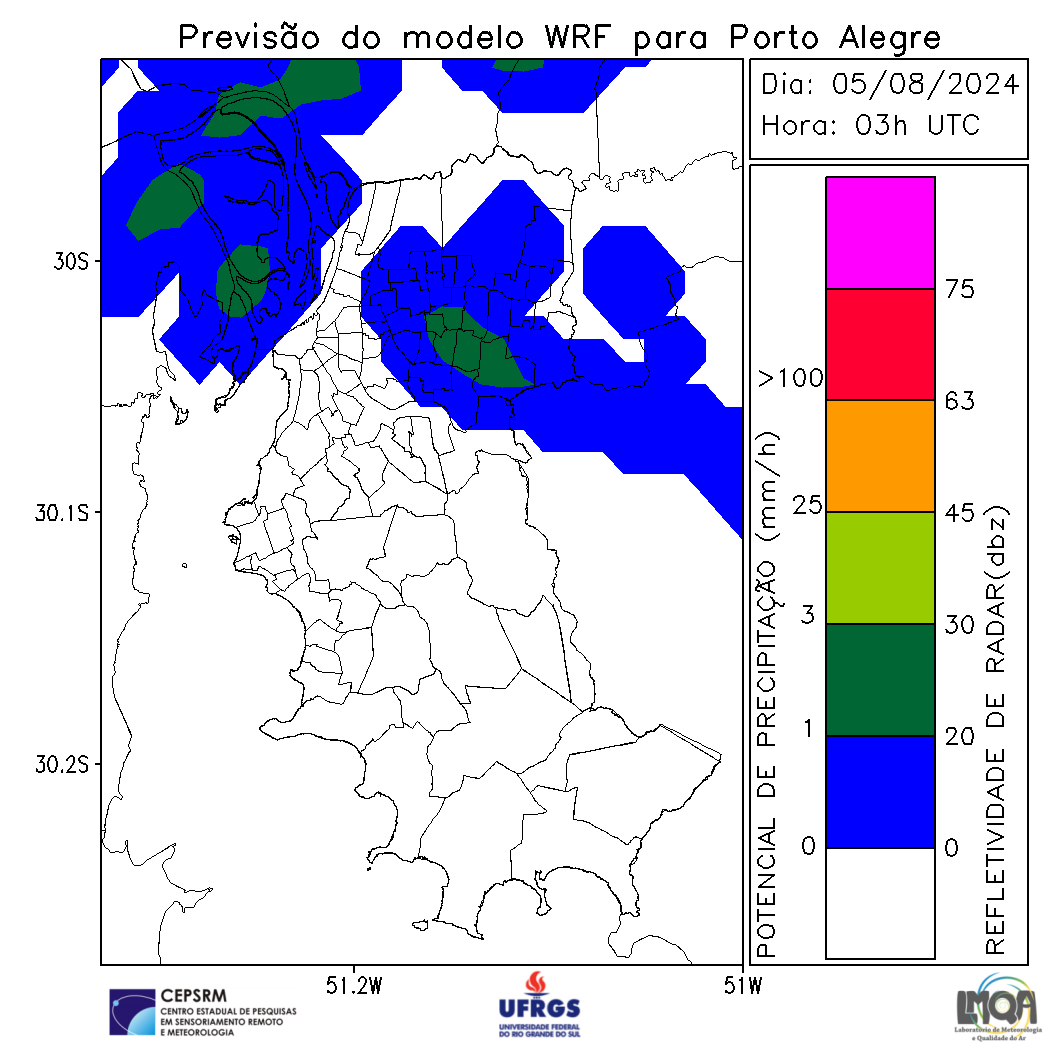 Previsão do modelo WRF para Porto Alegre
Dia: 05/08/2024
Hora: 03h UTC
30S
30.1S
30.2S
51.2W
51W
POTENCIAL DE PRECIPITAÇÃO (mm/h)
>100
25
3
1
0
75
63
45
30
20
0
REFLETIVIDADE DE RADAR(dbz)
CEPSRM
CENTRO ESTADUAL DE PESQUISAS
EM SENSORIAMENTO REMOTO
E METEOROLOGIA
UFRGS
UNIVERSIDADE FEDERAL
DO RIO GRANDE DO SUL
LMQA
Laboratório de Meteorologia
e Qualidade do Ar